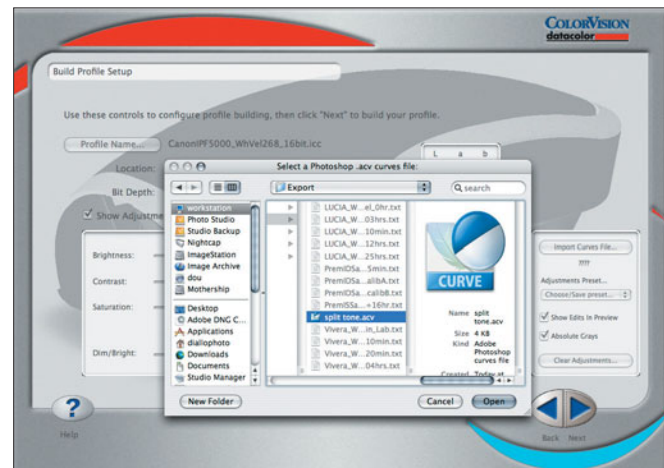 COLORVISION
datacolor
Build Profile Setup
Use these controls to configure profile building, then click "Next" to build your profile.
Profile Name...
CanonIPF5000_WhVel268_16bit.icc
L a b
Location:
Select a Photoshop .acv curves file:
Export
search
Bit Depth:
Show Adjustme
workstation
Photo Studio
Studio Backup
Nightcap
ImageStation
Image Archive
dou
Mothership
Desktop
Adobe DNG C...
Applications
diallophoto
Downloads
Documents
Studio Manager
LUCIA_W...el_0hr.txt
LUCIA_W...03hrs.txt
LUCIA_W...10min.txt
LUCIA_W...12hrs.txt
LUCIA_W...25hrs.txt
PremIOSa...5min.txt
PremIOSa...alibA.txt
PremIOSa...calibB.txt
PremiSSa...+16hr.txt
split tone.acv
Vivera_W...in_Lab.txt
Vivera_W...10min.txt
Vivera_W...20min.txt
Vivera_W...04hrs.txt
CURVE
Name split
tone.acv
Size 4 KB
Kind Adobe
Photoshop
curves file
Created Today at
Brightness:
Contrast:
Saturation:
Dim/Bright:
Import Curves File...
Adjustments Preset...
Choose/Save preset...
Show Edits In Preview
Absolute Grays
Clear Adjustments...
New Folder
Cancel
Open
?
Help
Back Next